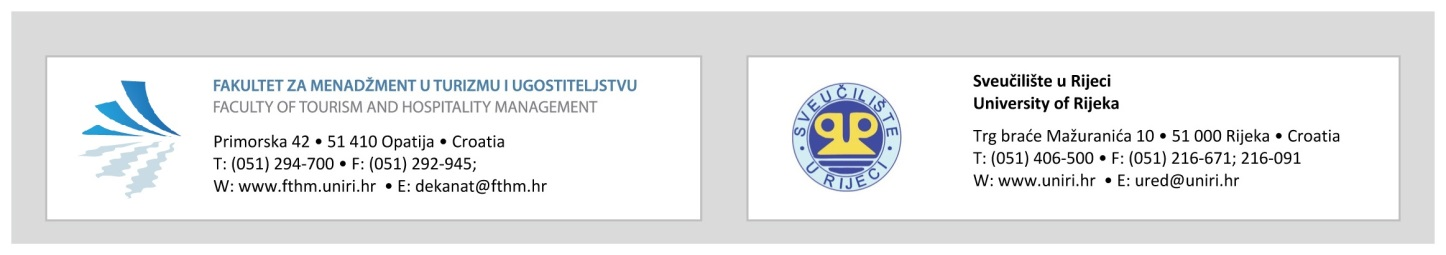 FAKULTET ZA MENADŽMENT U TURIZMU I UGOSTITELJSTVU
FACULTY OF TOURISM AND HOSPITALITY MANAGEMENT
Primorska 42 • 51 410 Opatija • Croatia
T: (051) 294-700 • F: (051) 292-945;
W: www.fthm.uniri.hr • E: dekanat@fthm.hr
SVEUČILIŠTE
U RIJECI
Sveučilište u Rijeci
University of Rijeka
Trg braće Mažuranića 10 • 51 000 Rijeka • Croatia
T: (051) 406-500 • F: (051) 216-671; 216-091
W: www.uniri.hr • E: ured@uniri.hr